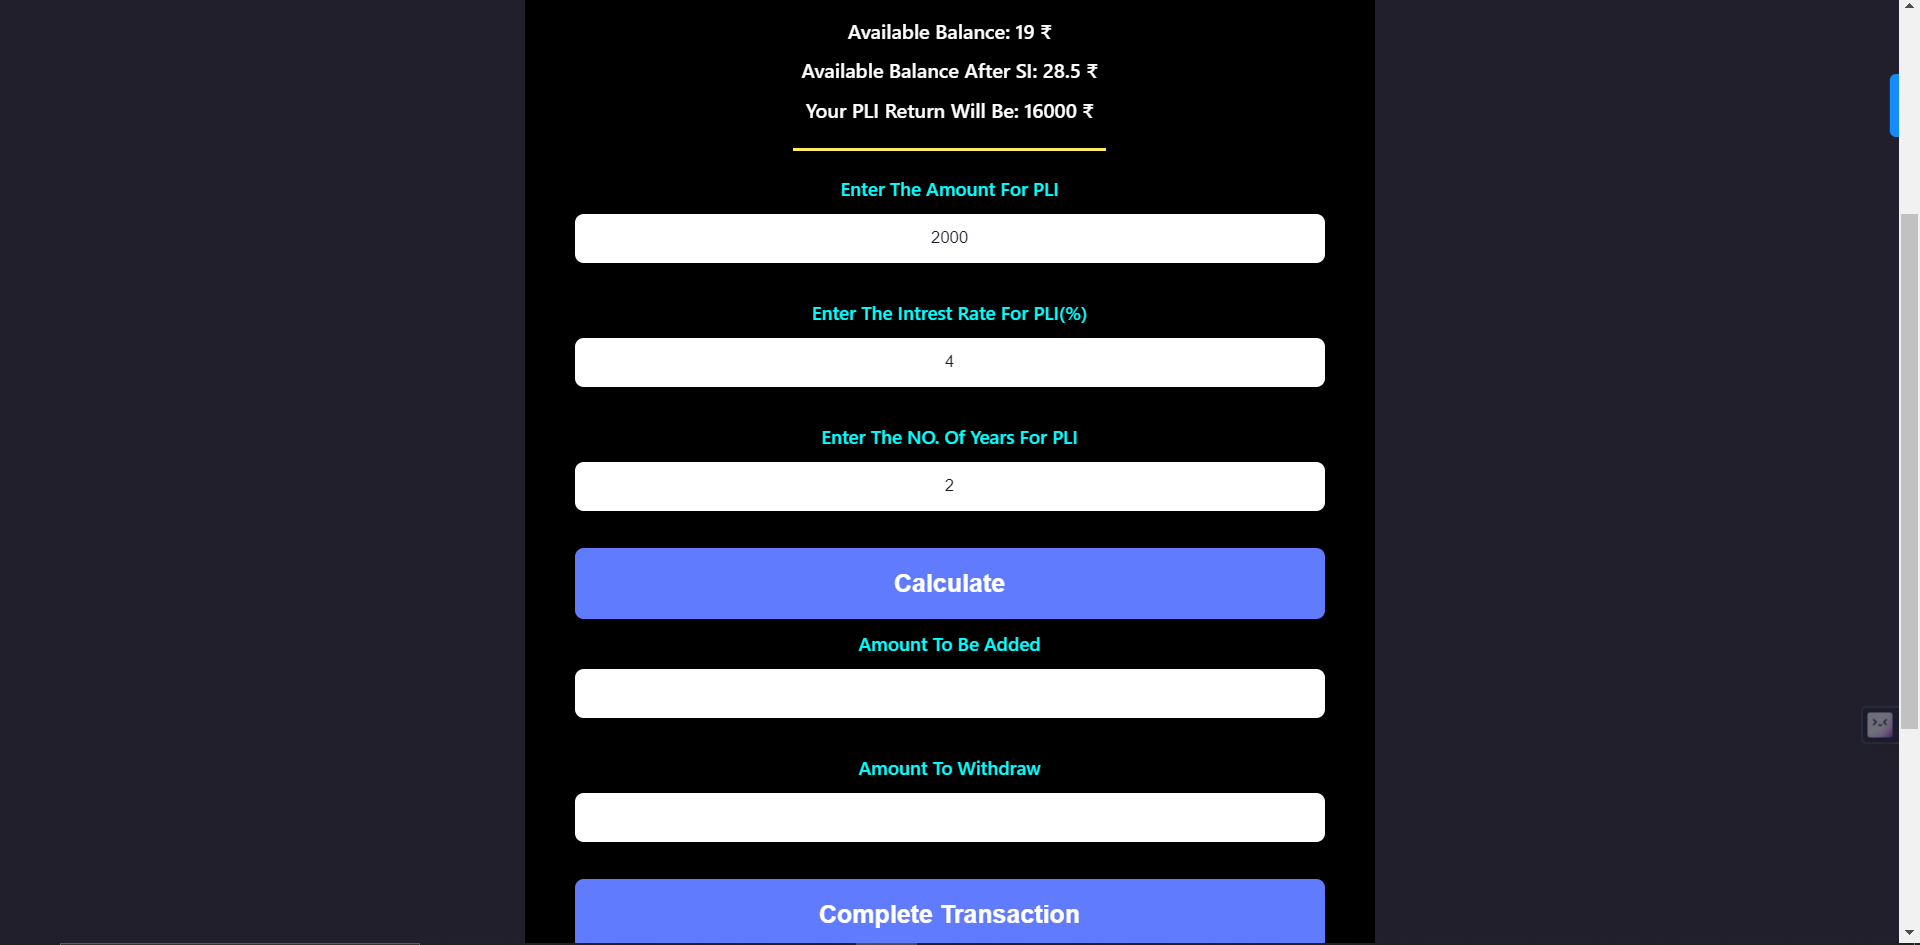 Available Balance: 19 ₹
Available Balance After SI: 28.5 ₹
Your PLI Return Will Be: 16000 ₹
Enter The Amount For PLI
2000
Enter The Intrest Rate For PLI(%)
4
Enter The NO. Of Years For PLI
2
Calculate
Amount To Be Added
Amount To Withdraw
Complete Transaction